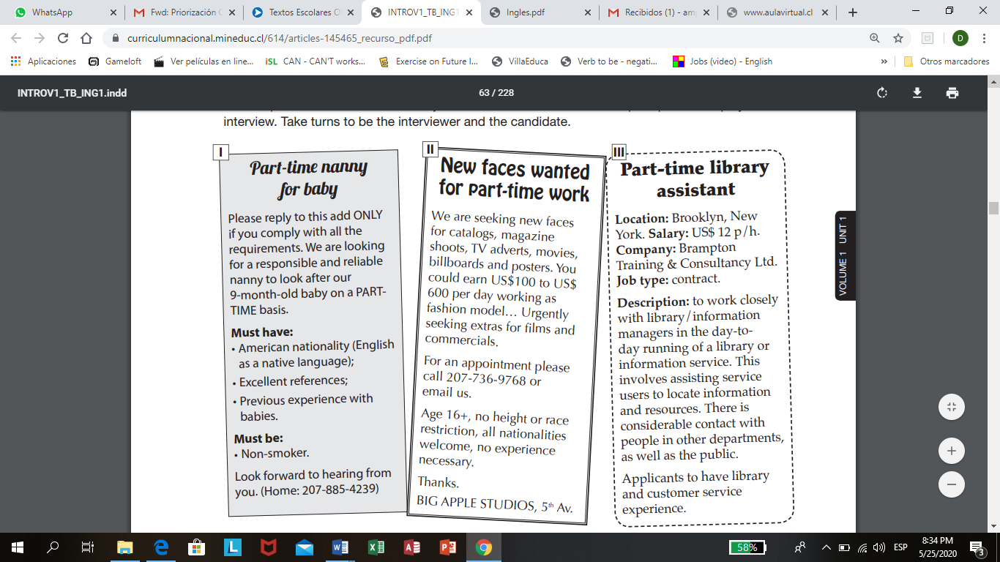 WhatsApp
Fwd: Priorización
Textos Escolares O
INTROV1_TB_ING1
Ingles.pdf
Recibidos (1) - am
www.aulavirtual.cl
curriculumnacional.mineduc.cl/614/articles-145465_recurso_pdf.pdf
D
Aplicaciones
Gameloft
Ver películas en line...
iSL
CAN - CAN'T works...
Exercise on Future I...
VillaEduca
Verb to be - negati...
Jobs (video) - English
»
Otros marcadores
INTROV1_TB_ING1.indd
63 / 228
interview. Take turns to be the interviewer and the candidate.
I
Part-time nanny
for baby
Please reply to this add ONLY
if you comply with all the
requirements. We are looking
for a responsible and reliable
nanny to look after our
9-month-old baby on a PART-
TIME basis.
Must have:
• American nationality (English
as a native language);
• Excellent references;
• Previous experience with
babies.
Must be:
• Non-smoker.
Look forward to hearing from
you. (Home: 207-885-4239)
II
New faces wanted
for part-time work
We are seeking new faces
for catalogs, magazine
shoots, TV adverts, movies,
billboards and posters. You
could earn US$100 to US$
600 per day working as
fashion model... Urgently
seeking extras for films and
commercials.
For an appointment please
call 207-736-9768 or
email us.
Age 16+, no height or race
restriction, all nationalities
welcome, no experience
necessary.
Thanks.
BIG APPLE STUDIOS, 5th Av.
III
Part-time library
assistant
Location: Brooklyn, New
York. Salary: US$ 12 p/h.
Company: Brampton
Training & Consultancy Ltd.
Job type: contract.
Description: to work closely
with library/information
managers in the day-to-
day running of a library or
information service. This
involves assisting service
users to locate information
and resources. There is
considerable contact with
people in other departments,
as well as the public.
Applicants to have library
and customer service
experience.
VOLUME 1 UNIT 1
58%
ESP
8:34 PM
5/25/2020
3